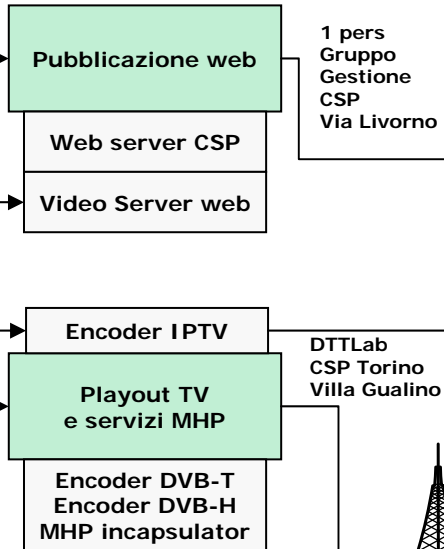 Pubblicazione web
1 pers
Gruppo
Gestione
CSP
Via Livorno
Web server CSP
Video Server web
Encoder IPTV
DTTLab
CSP Torino
Villa Gualino
Playout TV
e servizi MHP
Encoder DVB-T
Encoder DVB-H
MHP incapsulator